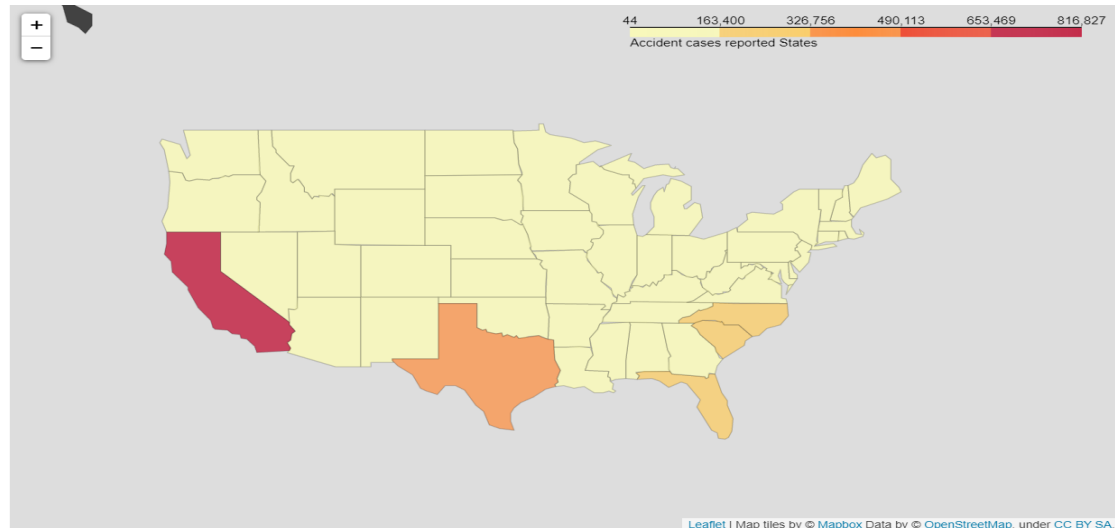 +
−
44 163,400 326,756 490,113 653,469 816,827
Accident cases reported States
Leaflet | Map tiles by © Mapbox Data by © OpenStreetMap, under CC BY SA.